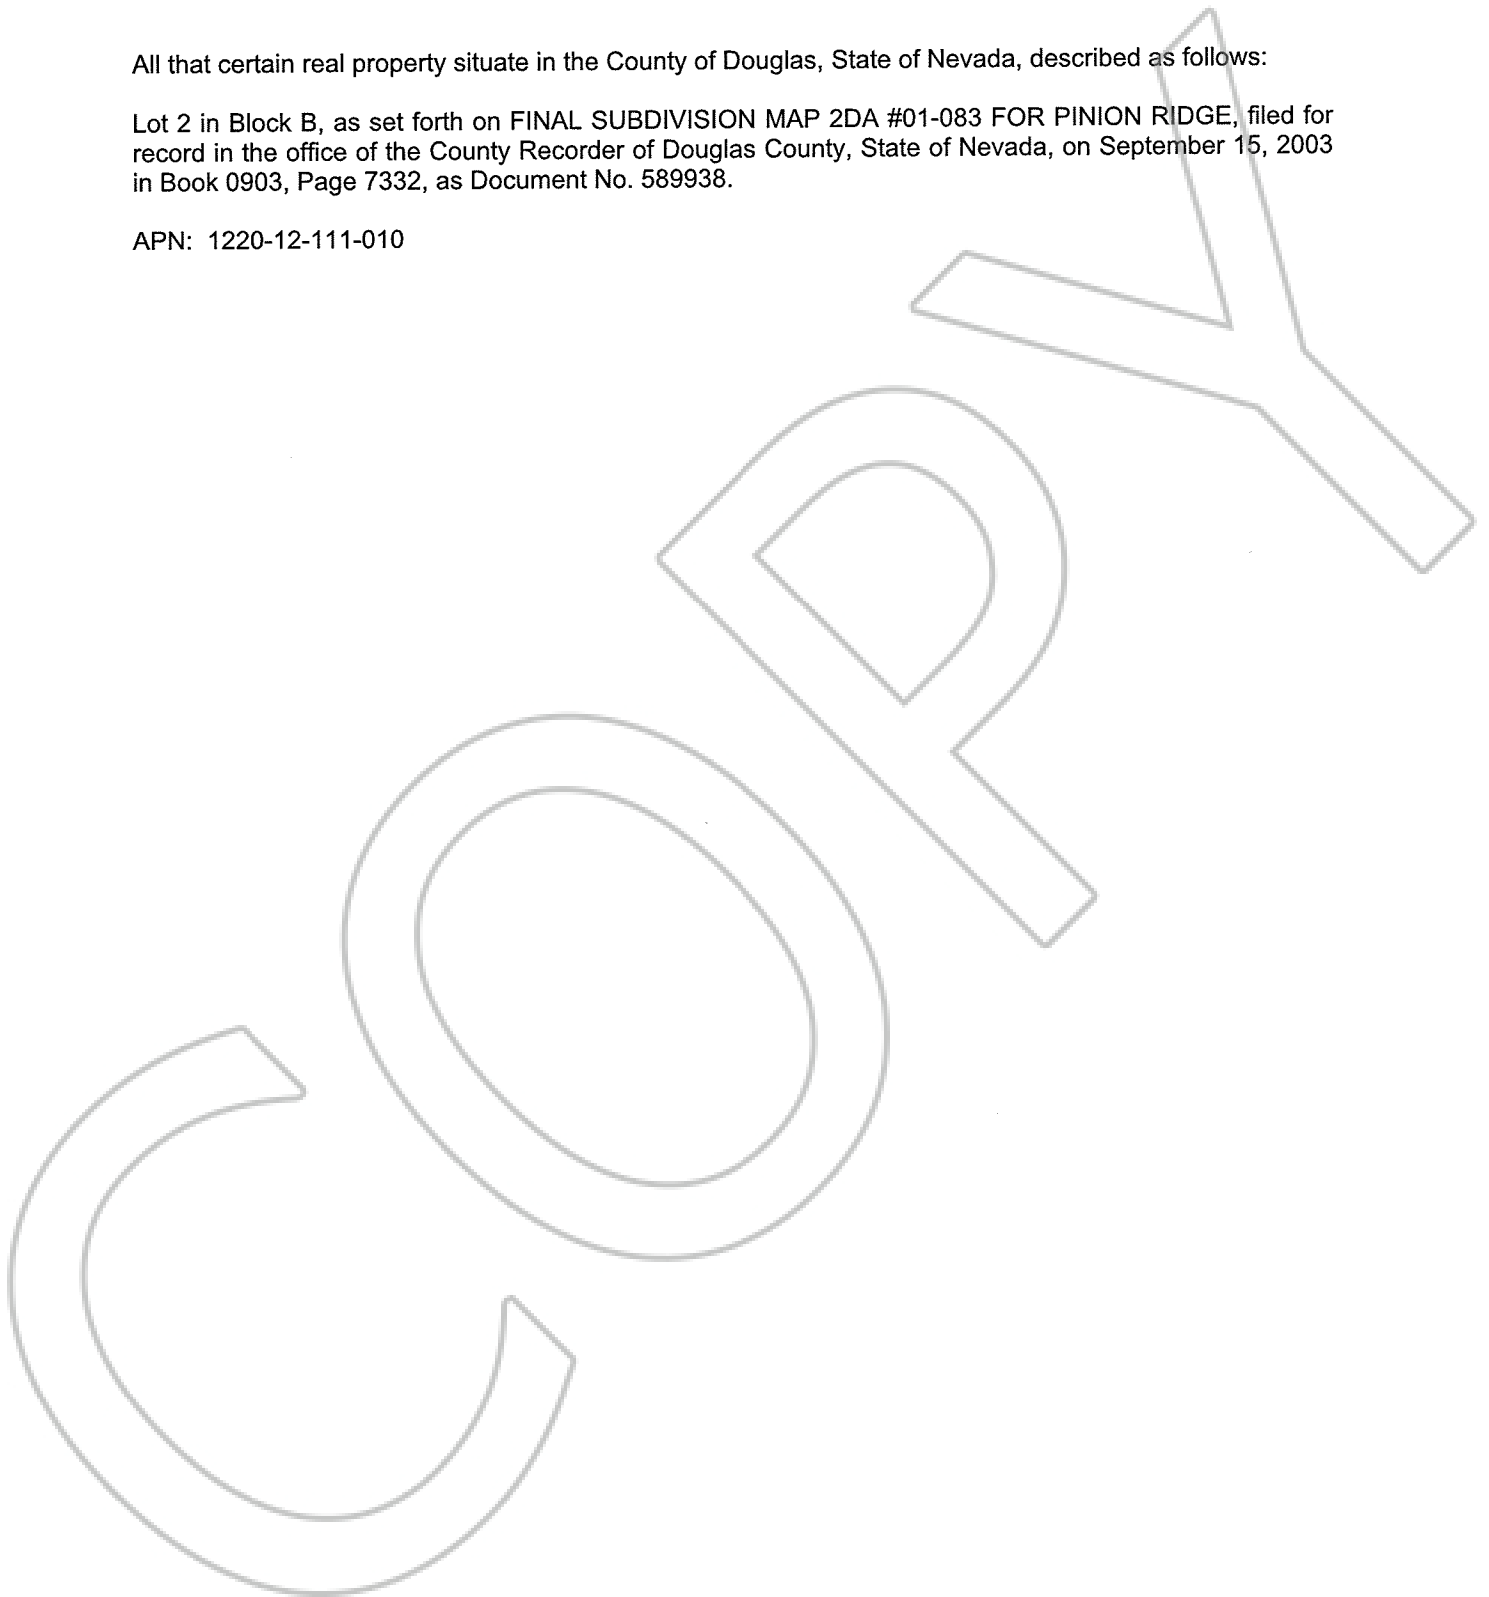 All that certain real property situate in the County of Douglas, State of Nevada, described as follows:
Lot 2 in Block B, as set forth on FINAL SUBDIVISION MAP 2DA #01-083 FOR PINION RIDGE, filed for
record in the office of the County Recorder of Douglas County, State of Nevada, on September 15, 2003
in Book 0903, Page 7332, as Document No. 589938.
APN: 1220-12-111-010
COPY